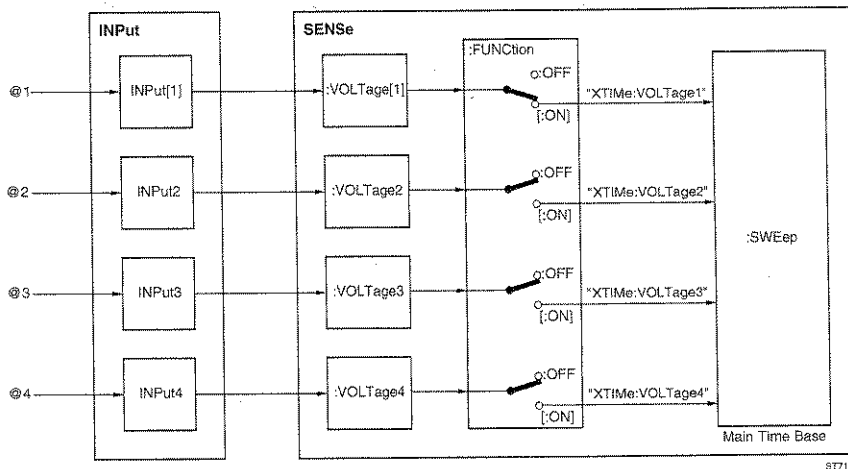 INPut
SENSe
:FUNCtion
@1
INPut[1}
:VOLTage[1]
:OFF
[:ON]
"XTIMe:VOLTage1"
@2
INPut2
:VOLTage2
:OFF
[:ON]
"XTIMe:VOLTage2"
:SWEep
@3
INPut3
:VOLTage3
:OFF
[:ON]
"XTIMe:VOLTage3"
@4
INPut4
:VOLTage4
:OFF
[:ON]
"XTIMe:VOLTage4"
Main Time Base